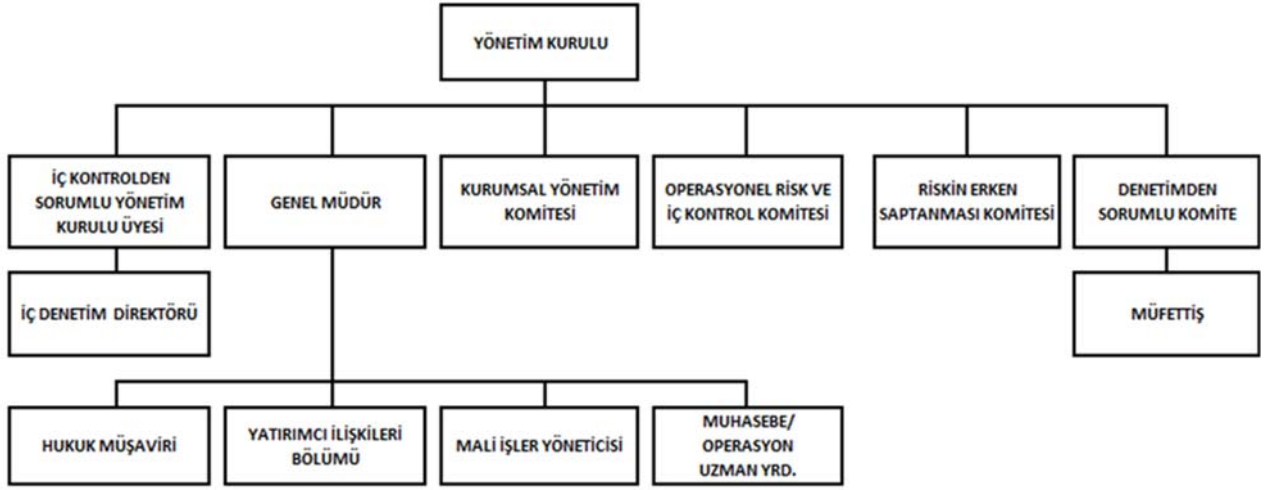 YÖNETİM KURULU
İÇ KONTROLDEN
SORUMLU YÖNETİM
KURULU ÜYESİ
GENEL MÜDÜR
KURUMSAL YÖNETİM
KOMİTESİ
OPERASYONEL RİSK VE
İÇ KONTROL KOMİTESİ
RİSKİN ERKEN
SAPTANMASI KOMİTESİ
DENETİMDEN
SORUMLU KOMİTE
İÇ DENETİM DİREKTÖRÜ
MÜFETTİŞ
HUKUK MÜŞAVİRİ
YATIRIMCI İLİŞKİLERİ
BÖLÜMÜ
MALİ İŞLER YÖNETİCİSİ
MUHASEBE/
OPERASYON
UZMAN YRD.